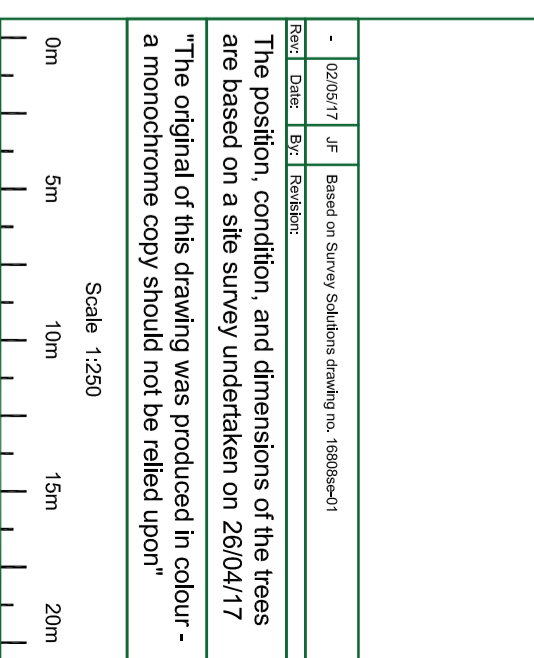 - 02/05/17 JF Based on Survey Solutions drawing no. 16808se-01
Rev: Date: By: Revision:
The position, condition, and dimensions of the trees
are based on a site survey undertaken on 26/04/17
"The original of this drawing was produced in colour -
a monochrome copy should not be relied upon"
Scale 1:250
0m 5m 10m 15m 20m